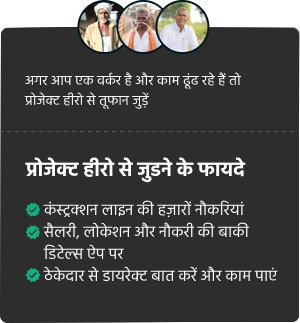 अगर आप एक वर्कर है और काम ढूंढ रहे हैं तो
प्रोजेक्ट हीरो से तूफान जुड़ें
प्रोजेक्ट हीरो से जुडने के फायदे
कंस्ट्रक्शन लाइन की हज़ारों नौकरियां
सैलरी, लोकेशन और नौकरी की बाकी
डिटेल्स ऐप पर
ठेकेदार से डायरेक्ट बात करें और काम पाएं